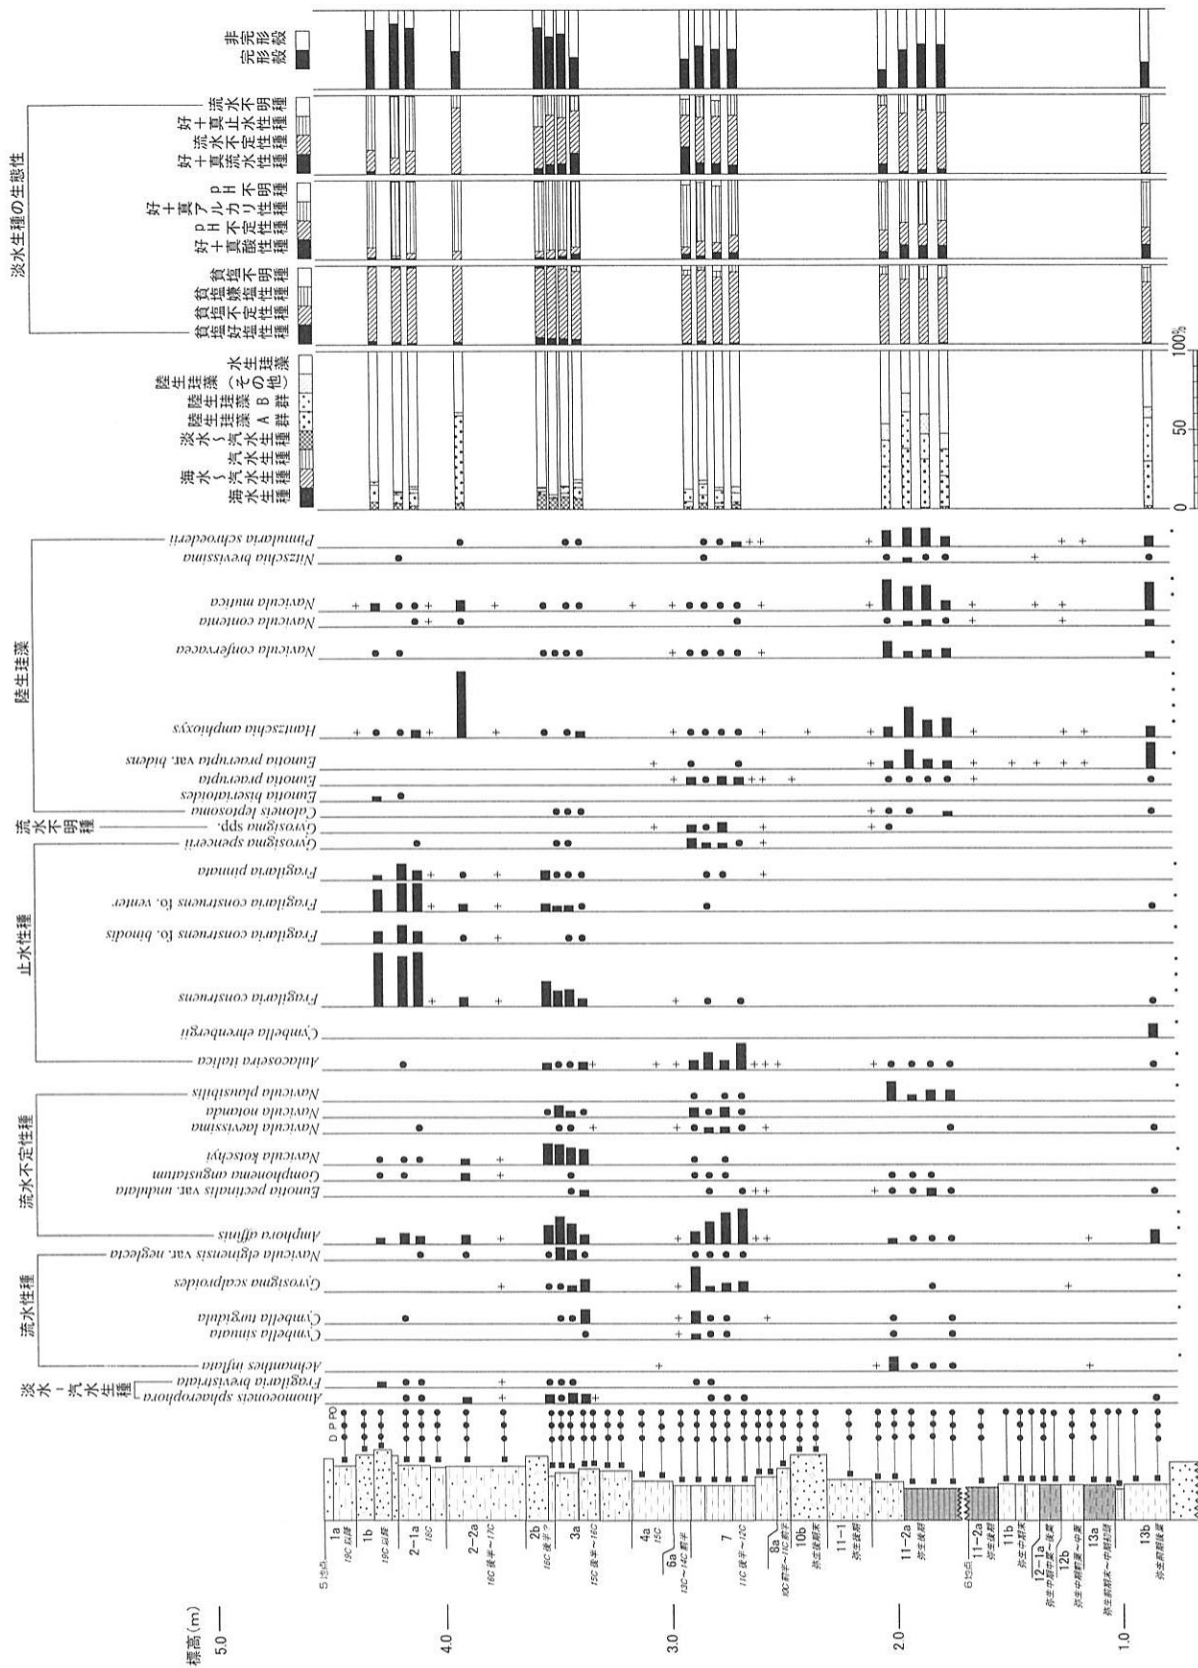 標高(m)
5.0
4.0
3.0
2.0
1.0
5地点
1a
19C以降
1b
19C以降
2-1a
18C
2-2a
16C後半～17C
2b
16C後半?
3a
15C後半～16C
4a
15C
6a
13C～14C前半
7
11C後半～12C
8a
10C前半～11C前半
10b
弥生後期末
11-1
弥生後期
11-2a
弥生後期
6地点
11-2a
弥生後期
11b
弥生中期末
12-1a
弥生中期中葉～後葉
12b
弥生中期前葉～中葉
13a
弥生前期末～中期初頭
13b
弥生前期後葉
D P PO
淡水-汽水生種
Anomoeoneis sphaerophora
Fragilaria brevistriata
流水性種
Achnanthes inflata
Cymbella sinuata
Cymbella turgidula
Gyrosigma scalproides
Navicula elginensis var. neglecta
流水不定性種
Amphora affinis
Eunotia pectinalis var. undulata
Gomphonema angustatum
Navicula kotschyi
Navicula laevissima
Navicula notanda
Navicula plausibilis
止水性種
Aulacoseira italica
Cymbella ehrenbergii
Fragilaria construens
Fragilaria construens fo. binodis
Fragilaria construens fo. venter
Fragilaria pinnata
Gyrosigma spencerii
流水不明種
Gyrosigma spp.
陸生珪藻
Caloneis leptosoma
Eunotia biseriatoides
Eunotia praerupta
Eunotia praerupta var. bidens
Hantzschia amphioxys
Navicula confervacea
Navicula contenta
Navicula mutica
Nitzschia brevissima
Pinnularia schroederii
海水生種
海水～汽水生種
汽水生種
淡水～汽水生種
陸生珪藻A群
陸生珪藻B群
陸生珪藻(その他)
水生珪藻
0 50 100%
淡水生種の生態性
貧塩好塩性種
貧塩不定性種
貧塩嫌塩性種
貧塩不明種
好+真酸性種
pH不定性種
好+真アルカリ性種
pH不明種
好+真流水性種
流水不定性種
好+真止水性種
流水不明種
完形殻
非完形殻